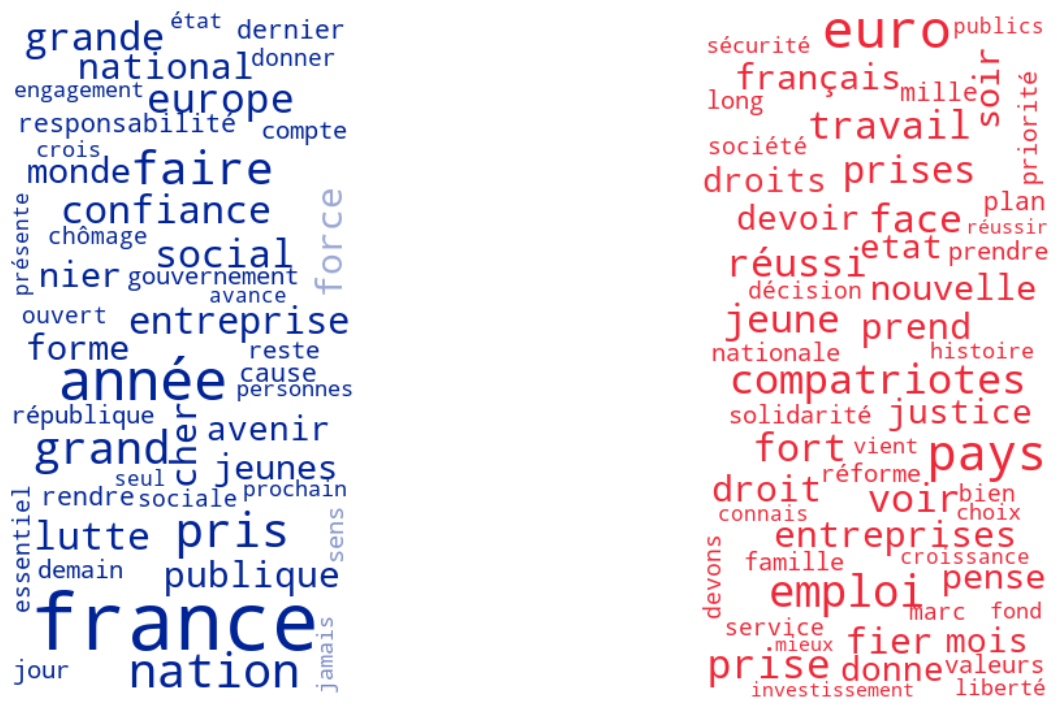 état
grande
dernier
national
donner
engagement
europe
responsabilité
compte
crois
monde
faire
présente
confiance
force
chômage
social
nier
gouvernement
avance
ouvert
entreprise
forme
reste
année
cause
personnes
république
cher
avenir
grand
jeunes
seul
rendre
sociale
prochain
essentiel
lutte
pris
sens
demain
publique
france
jamais
jour
nation
euro
publics
sécurité
soir
français
mille
priorité
long
travail
société
droits
prises
plan
devoir
face
réussir
etat
prendre
réussi
décision
nouvelle
jeune
prend
nationale
histoire
compatriotes
solidarité
justice
fort
vient
pays
réforme
droit
voir
bien
connais
choix
entreprises
devons
famille
croissance
pense
emploi
marc
fond
service
mieux
fier
mois
prise
donne
valeurs
investissement
liberté